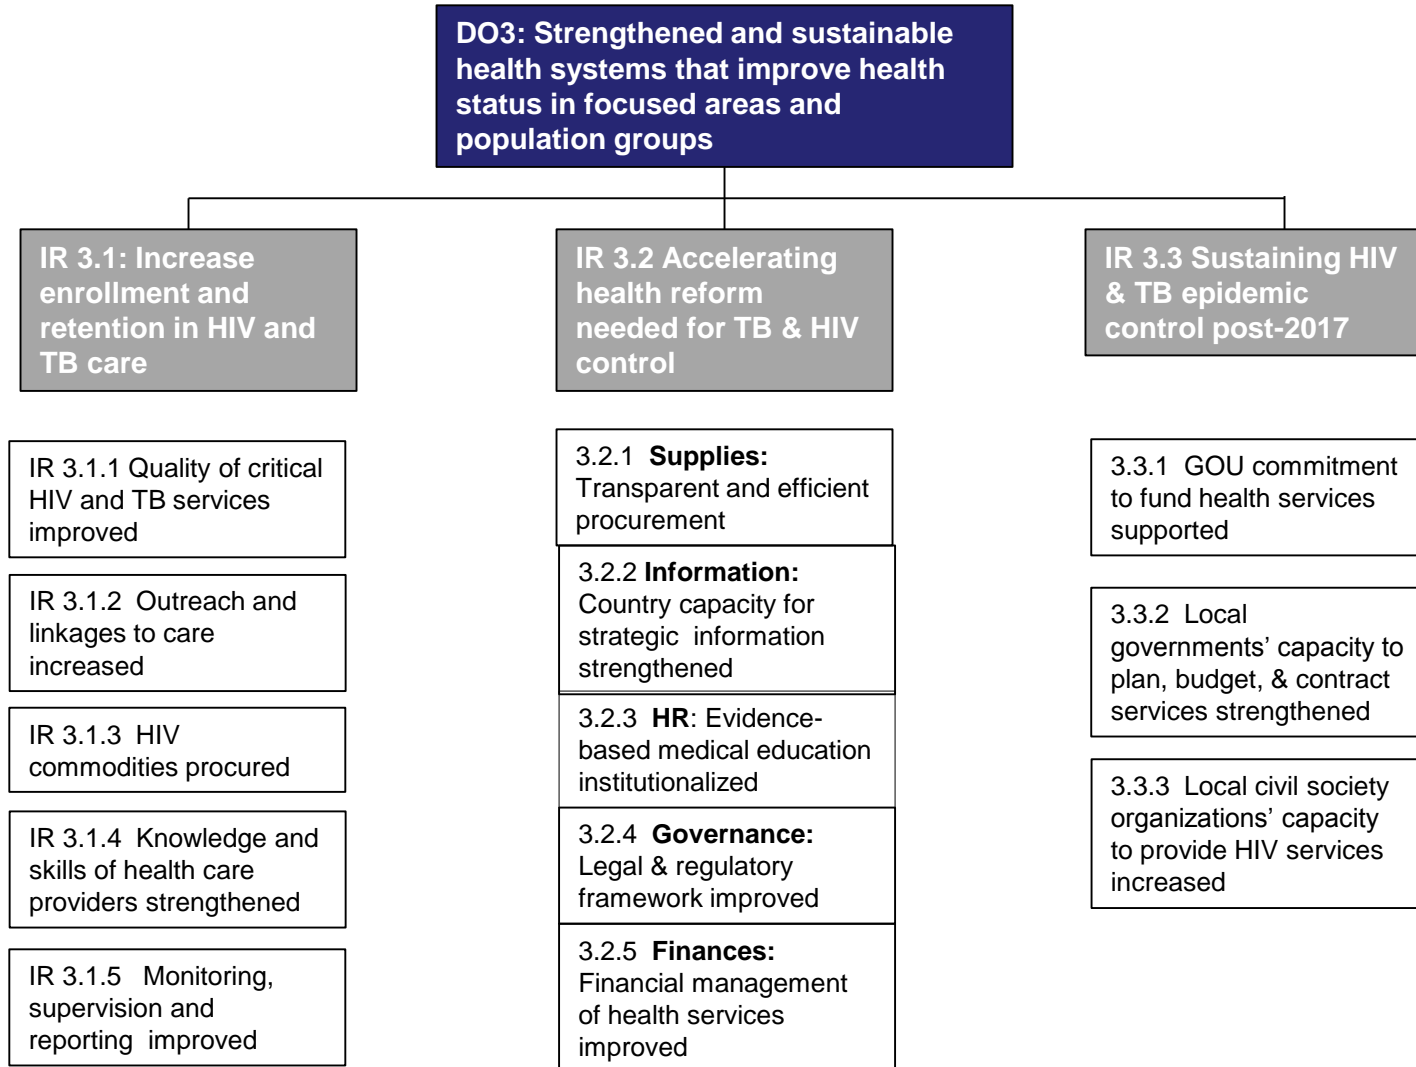 DO3: Strengthened and sustainable
health systems that improve health
status in focused areas and
population groups
IR 3.1: Increase
enrollment and
retention in HIV and
TB care
IR 3.1.1 Quality of critical
HIV and TB services
improved
IR 3.1.2 Outreach and
linkages to care
increased
IR 3.1.3 HIV
commodities procured
IR 3.1.4 Knowledge and
skills of health care
providers strengthened
IR 3.1.5 Monitoring,
supervision and
reporting improved
IR 3.2 Accelerating
health reform
needed for TB & HIV
control
3.2.1 Supplies:
Transparent and efficient
procurement
3.2.2 Information:
Country capacity for
strategic information
strengthened
3.2.3 HR: Evidence-
based medical education
institutionalized
3.2.4 Governance:
Legal & regulatory
framework improved
3.2.5 Finances:
Financial management
of health services
improved
IR 3.3 Sustaining HIV
& TB epidemic
control post-2017
3.3.1 GOU commitment
to fund health services
supported
3.3.2 Local
governments’ capacity to
plan, budget, & contract
services strengthened
3.3.3 Local civil society
organizations’ capacity
to provide HIV services
increased